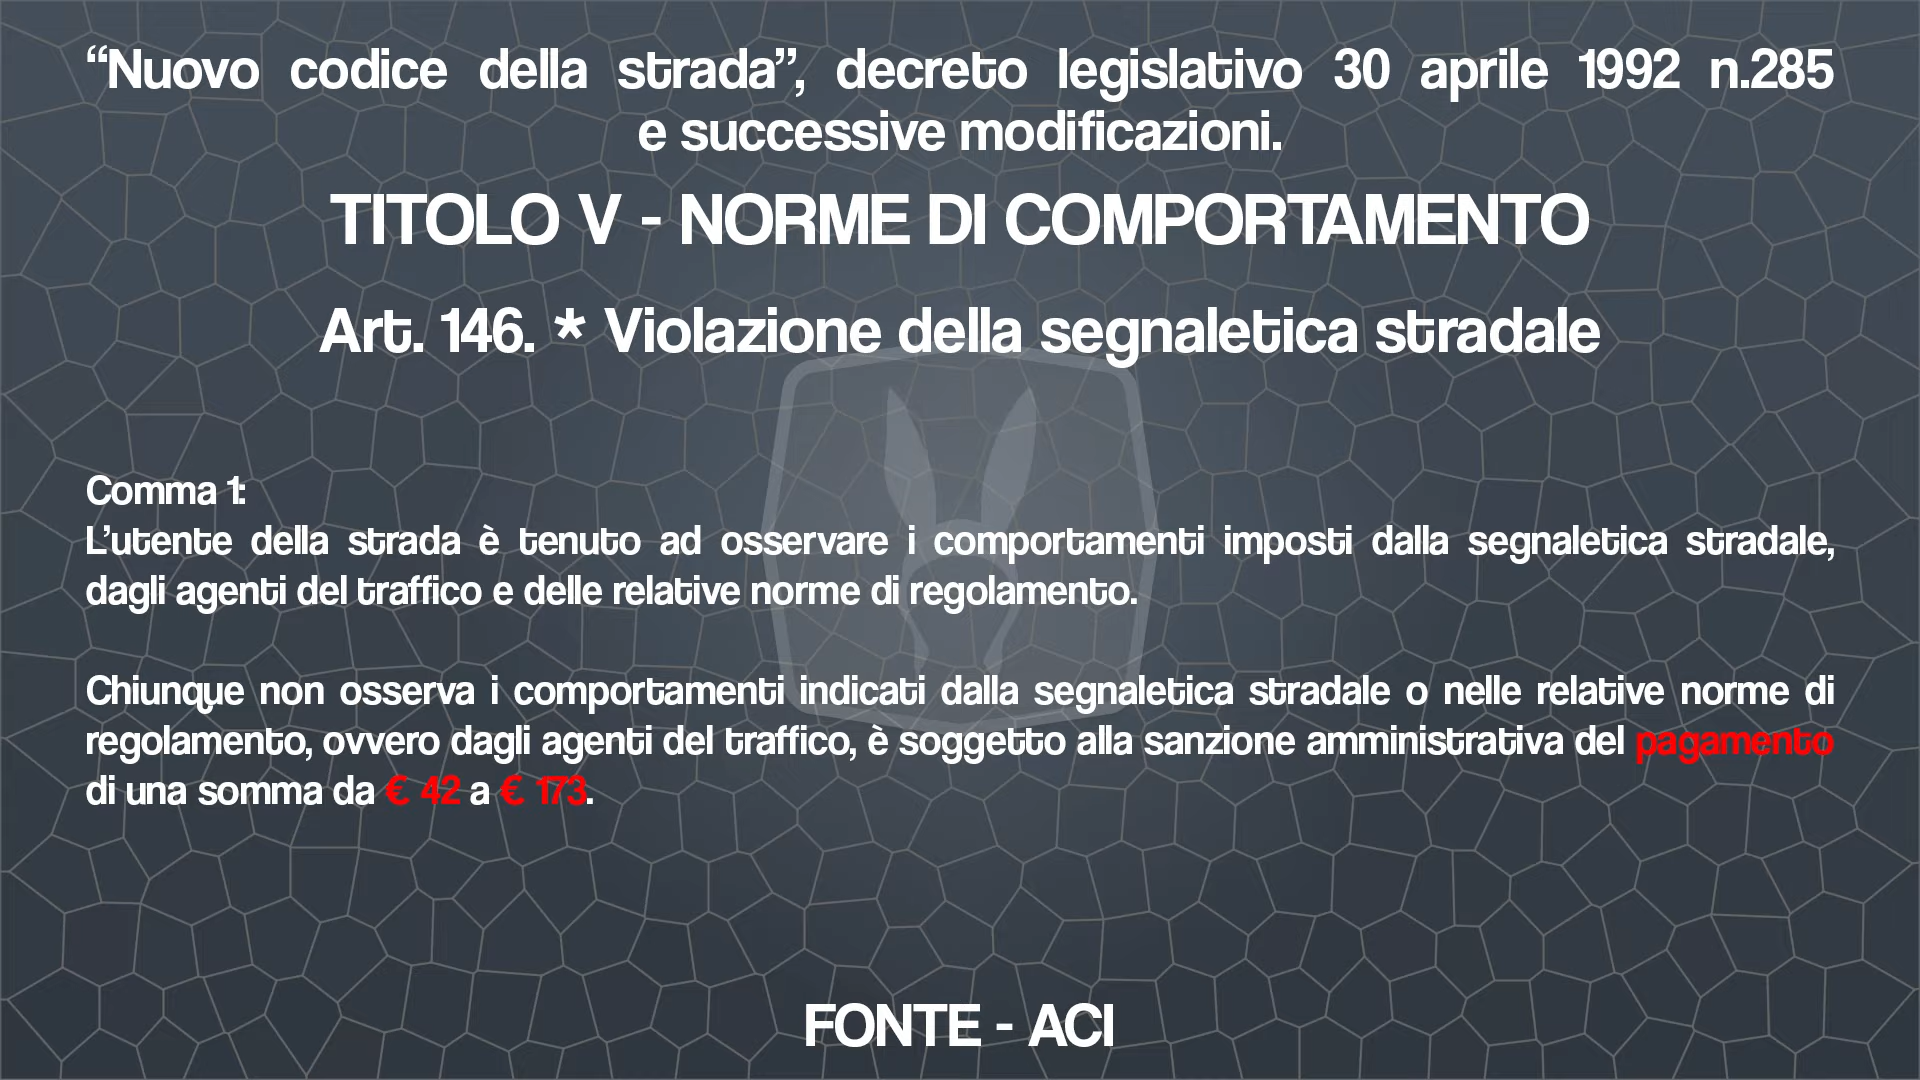 “Nuovo codice della strada”, decreto legislativo 30 aprile 1992 n.285
e successive modificazioni.
TITOLO V - NORME DI COMPORTAMENTO
Art. 146. * Violazione della segnaletica stradale
Comma 1:
L’utente della strada è tenuto ad osservare i comportamenti imposti dalla segnaletica stradale,
dagli agenti del traffico e delle relative norme di regolamento.
Chiunque non osserva i comportamenti indicati dalla segnaletica stradale o nelle relative norme di
regolamento, ovvero dagli agenti del traffico, è soggetto alla sanzione amministrativa del pagamento
di una somma da € 42 a € 173.
FONTE - ACI